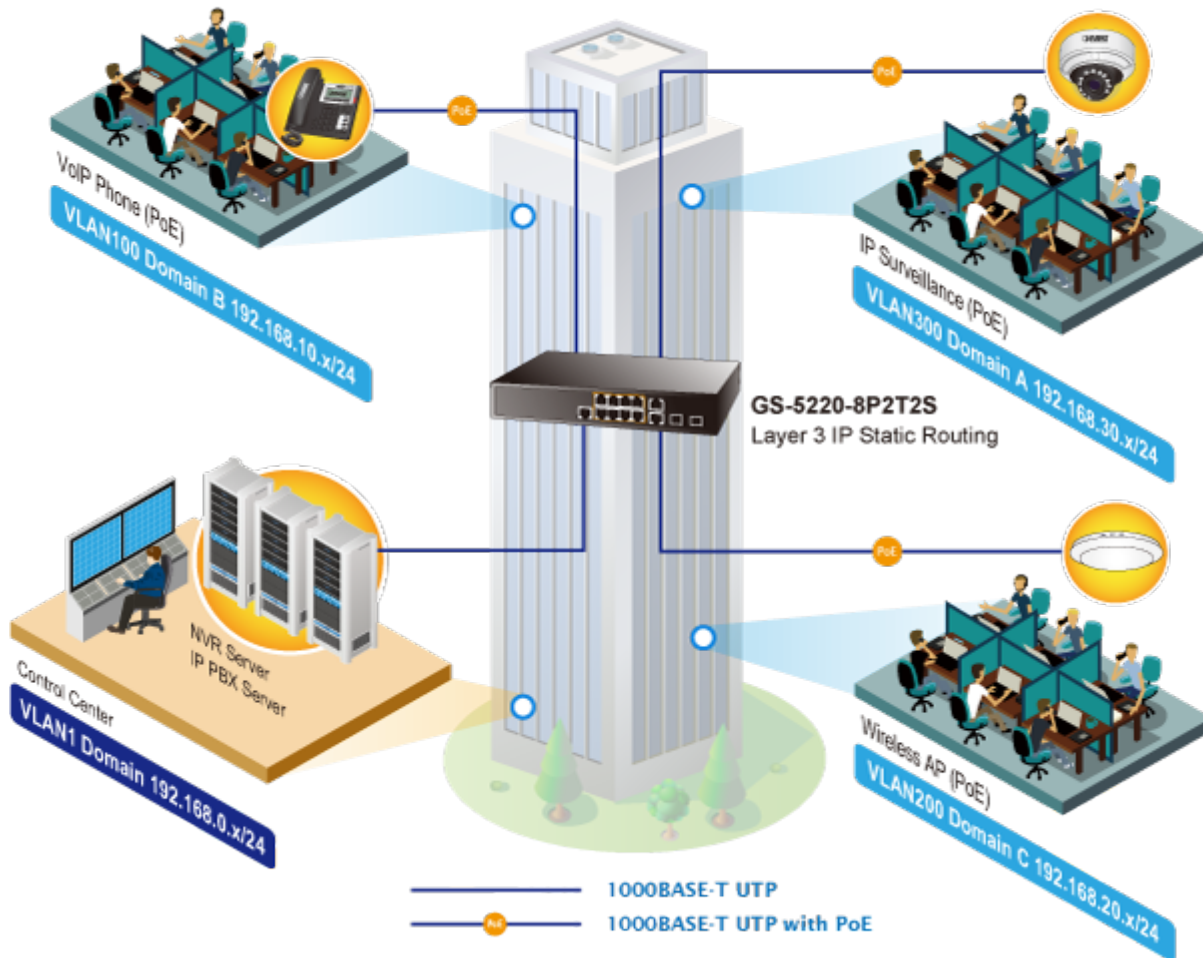 PoE
PoE
VoIP Phone (PoE)
VLAN100 Domain B 192.168.10.x/24
IP Surveillance (PoE)
VLAN300 Domain A 192.168.30.x/24
GS-5220-8P2T2S
Layer 3 IP Static Routing
PoE
NVR Server
IP PBX Server
Control Center
VLAN1 Domain 192.168.0.x/24
Wireless AP (PoE)
VLAN200 Domain C 192.168.20.x/24
1000BASE-T UTP
PoE
1000BASE-T UTP with PoE